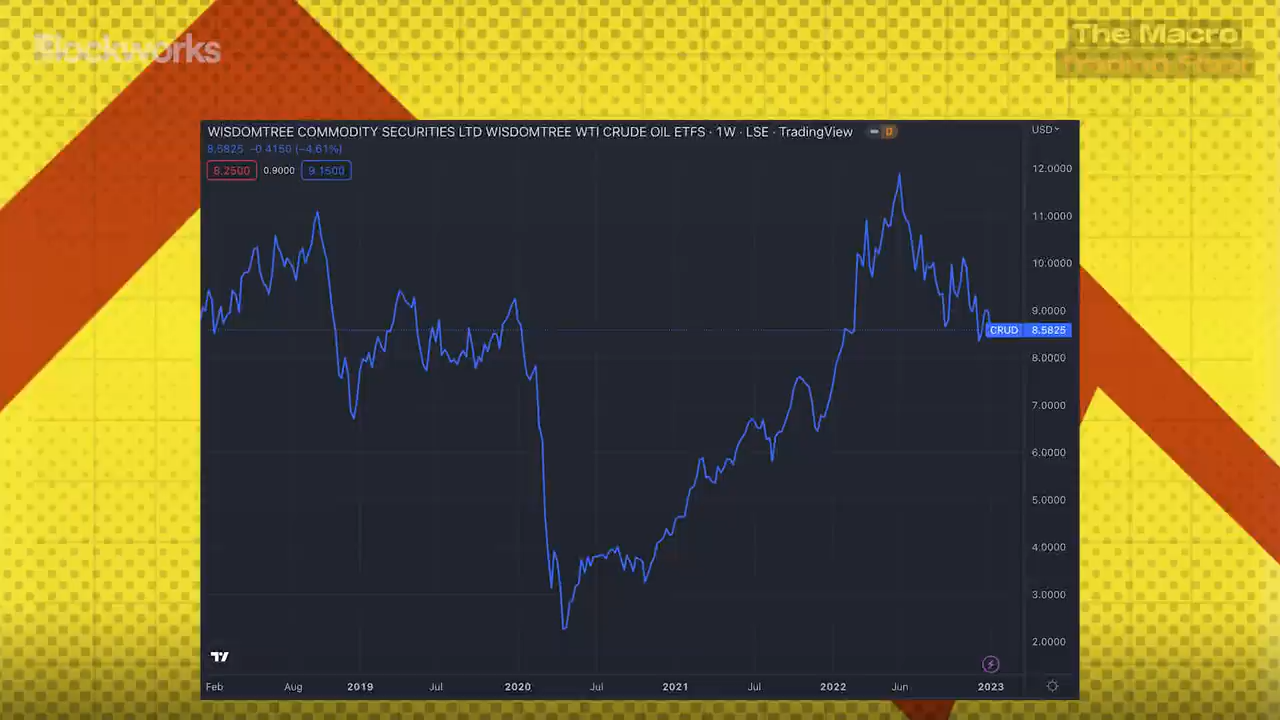 Blockworks
The Macro
Trading Floor
WISDOMTREE COMMODITY SECURITIES LTD WISDOMTREE WTI CRUDE OIL ETFS · 1W · LSE · TradingView
D
USD
8.5825 −0.4150 (−4.61%)
8.2500 0.9000 9.1500
12.0000
11.0000
10.0000
9.0000
CRUD 8.5825
8.0000
7.0000
6.0000
5.0000
4.0000
3.0000
2.0000
Feb Aug 2019 Jul 2020 Jul 2021 Jul 2022 Jun 2023